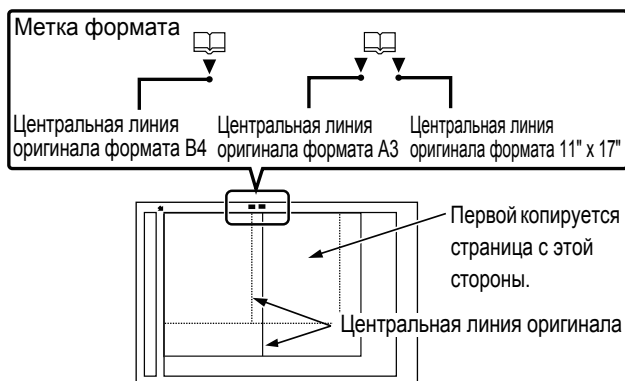 Метка формата
Центральная линия
оригинала формата B4
Центральная линия
оригинала формата A3
Центральная линия
оригинала формата 11" x 17"
Первой копируется
страница с этой
стороны.
Центральная линия оригинала